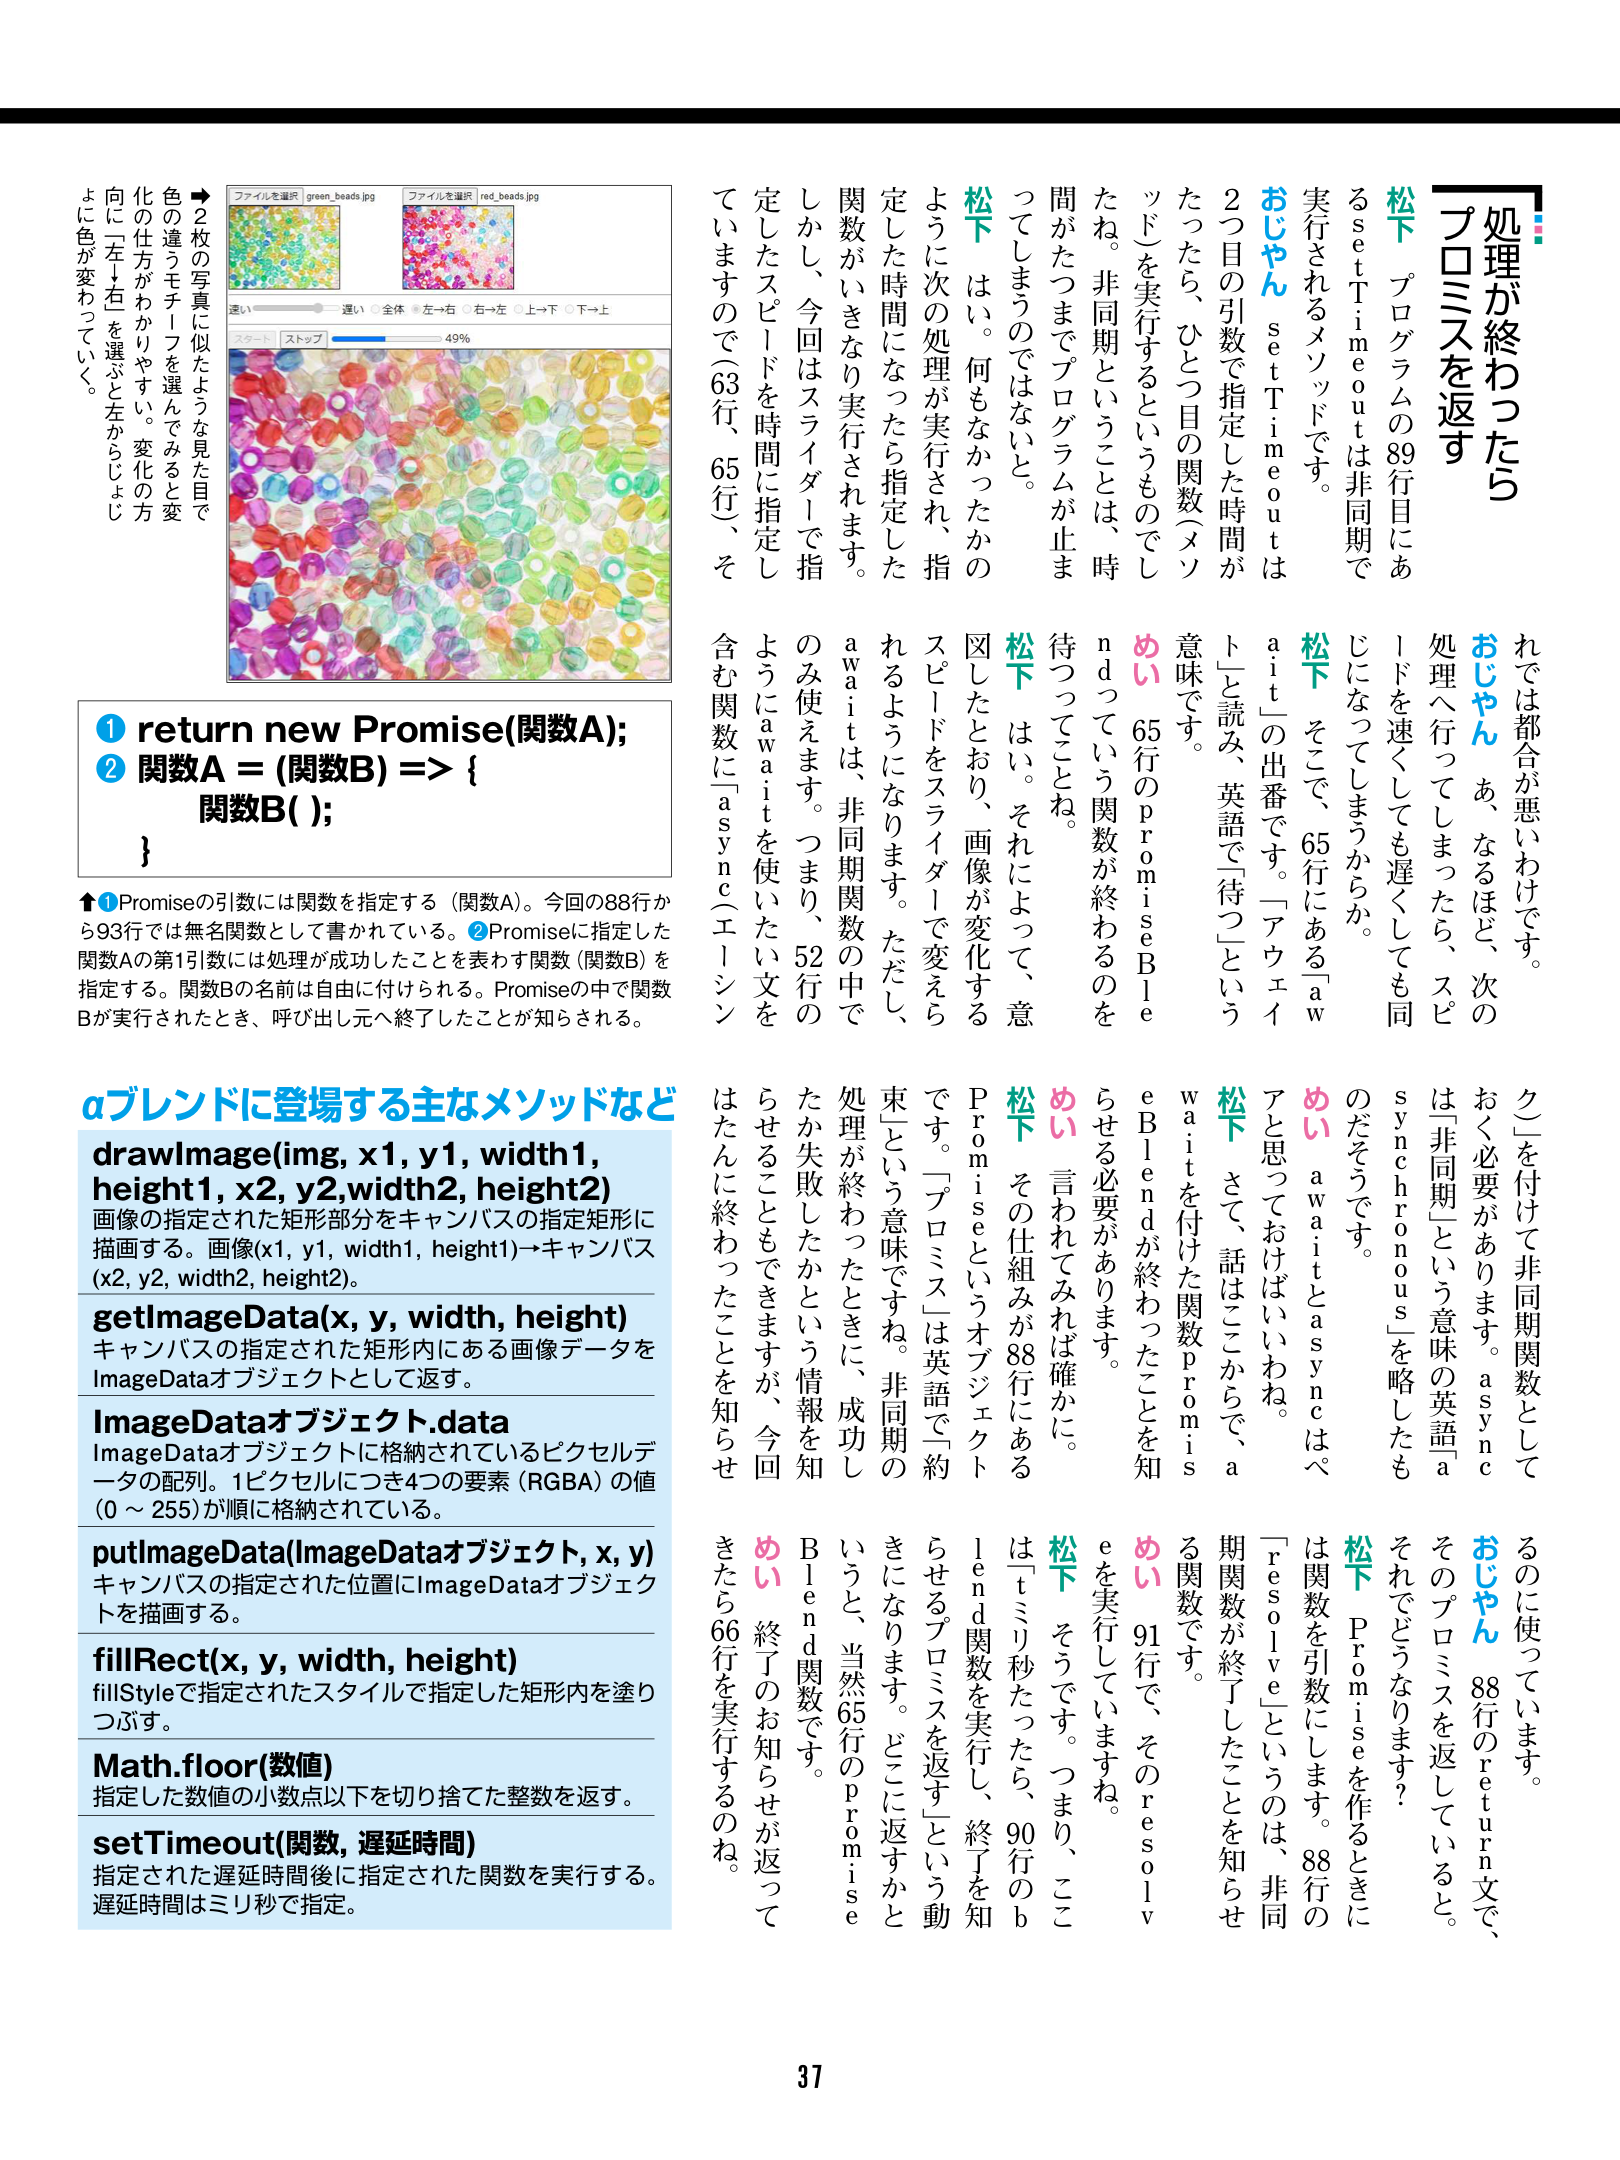 処理が終わったら
プロミスを返す
松下　プログラムの89行目にあ
るsetTimeoutは非同期で
実行されるメソッドです。
おじやん　setTimeoutは
2つ目の引数で指定した時間が
たったら、ひとつ目の関数(メソ
ッド)を実行するというものでし
たね。非同期ということは、時
間がたつまでプログラムが止ま
ってしまうのではないと。
松下　はい。何もなかったかの
ように次の処理が実行され、指
定した時間になったら指定した
関数がいきなり実行されます。
しかし、今回はスライダーで指
定したスピードを時間に指定し
ていますので(63行、65行)、そ
れでは都合が悪いわけです。
おじやん　あ、なるほど、次の
処理へ行ってしまったら、スピ
ードを速くしても遅くしても同
じになってしまうからか。
松下　そこで、65行にある「aw
ait」の出番です。「アウェイ
ト」と読み、英語で「待つ」という
意味です。
めい　65行のpromiseBle
ndっていう関数が終わるのを
待つってことね。
松下　はい。それによって、意
図したとおり、画像が変化する
スピードをスライダーで変えら
れるようになります。ただし、
awaitは、非同期関数の中で
のみ使えます。つまり、52行の
ようにawaitを使いたい文を
含む関数に「async(エーシン
ク)」を付けて非同期関数として
おく必要があります。async
は「非同期」という意味の英語「a
synchronous」を略したも
のだそうです。
めい　awaitとasyncはペ
アと思っておけばいいわね。
松下　さて、話はここからで、a
waitを付けた関数promis
eBlendが終わったことを知
らせる必要があります。
めい　言われてみれば確かに。
松下　その仕組みが88行にある
Promiseというオブジェクト
です。「プロミス」は英語で「約
束」という意味ですね。非同期の
処理が終わったときに、成功し
たか失敗したかという情報を知
らせることもできますが、今回
はたんに終わったことを知らせ
るのに使っています。
おじやん　88行のreturn文で、
そのプロミスを返していると。
それでどうなります?
松下　Promiseを作るときに
は関数を引数にします。88行の
「resolve」というのは、非同
期関数が終了したことを知らせ
る関数です。
めい　91行で、そのresolv
eを実行していますね。
松下　そうです。つまり、ここ
は「tミリ秒たったら、90行のb
lend関数を実行し、終了を知
らせるプロミスを返す」という動
きになります。どこに返すかと
いうと、当然65行のpromise
Blend関数です。
めい　終了のお知らせが返って
きたら66行を実行するのね。
ファイルを選択 green_beads.jpg
ファイルを選択 red_beads.jpg
速い 遅い 全体 左→右 右→左 上→下 下→上
スタート ストップ 49%
➡2枚の写真に似たような見た目で
色の違うモチーフを選んでみると変
化の仕方がわかりやすい。変化の方
向に「左→右」を選ぶと左からじょじ
ょに色が変わっていく。
❶ return new Promise(関数A);
❷ 関数A = (関数B) => {
関数B( );
}
⬆❶Promiseの引数には関数を指定する（関数A）。今回の88行か
ら93行では無名関数として書かれている。❷Promiseに指定した
関数Aの第1引数には処理が成功したことを表わす関数（関数B）を
指定する。関数Bの名前は自由に付けられる。Promiseの中で関数
Bが実行されたとき、呼び出し元へ終了したことが知らされる。
αブレンドに登場する主なメソッドなど
drawImage(img, x1, y1, width1,
height1, x2, y2,width2, height2)
画像の指定された矩形部分をキャンバスの指定矩形に
描画する。画像(x1, y1, width1, height1)→キャンバス
(x2, y2, width2, height2)。
getImageData(x, y, width, height)
キャンバスの指定された矩形内にある画像データを
ImageDataオブジェクトとして返す。
ImageDataオブジェクト.data
ImageDataオブジェクトに格納されているピクセルデ
ータの配列。1ピクセルにつき4つの要素（RGBA）の値
（0 ～ 255)が順に格納されている。
putImageData(ImageDataオブジェクト, x, y)
キャンバスの指定された位置にImageDataオブジェク
トを描画する。
fillRect(x, y, width, height)
fillStyleで指定されたスタイルで指定した矩形内を塗り
つぶす。
Math.floor(数値)
指定した数値の小数点以下を切り捨てた整数を返す。
setTimeout(関数, 遅延時間)
指定された遅延時間後に指定された関数を実行する。
遅延時間はミリ秒で指定。
37